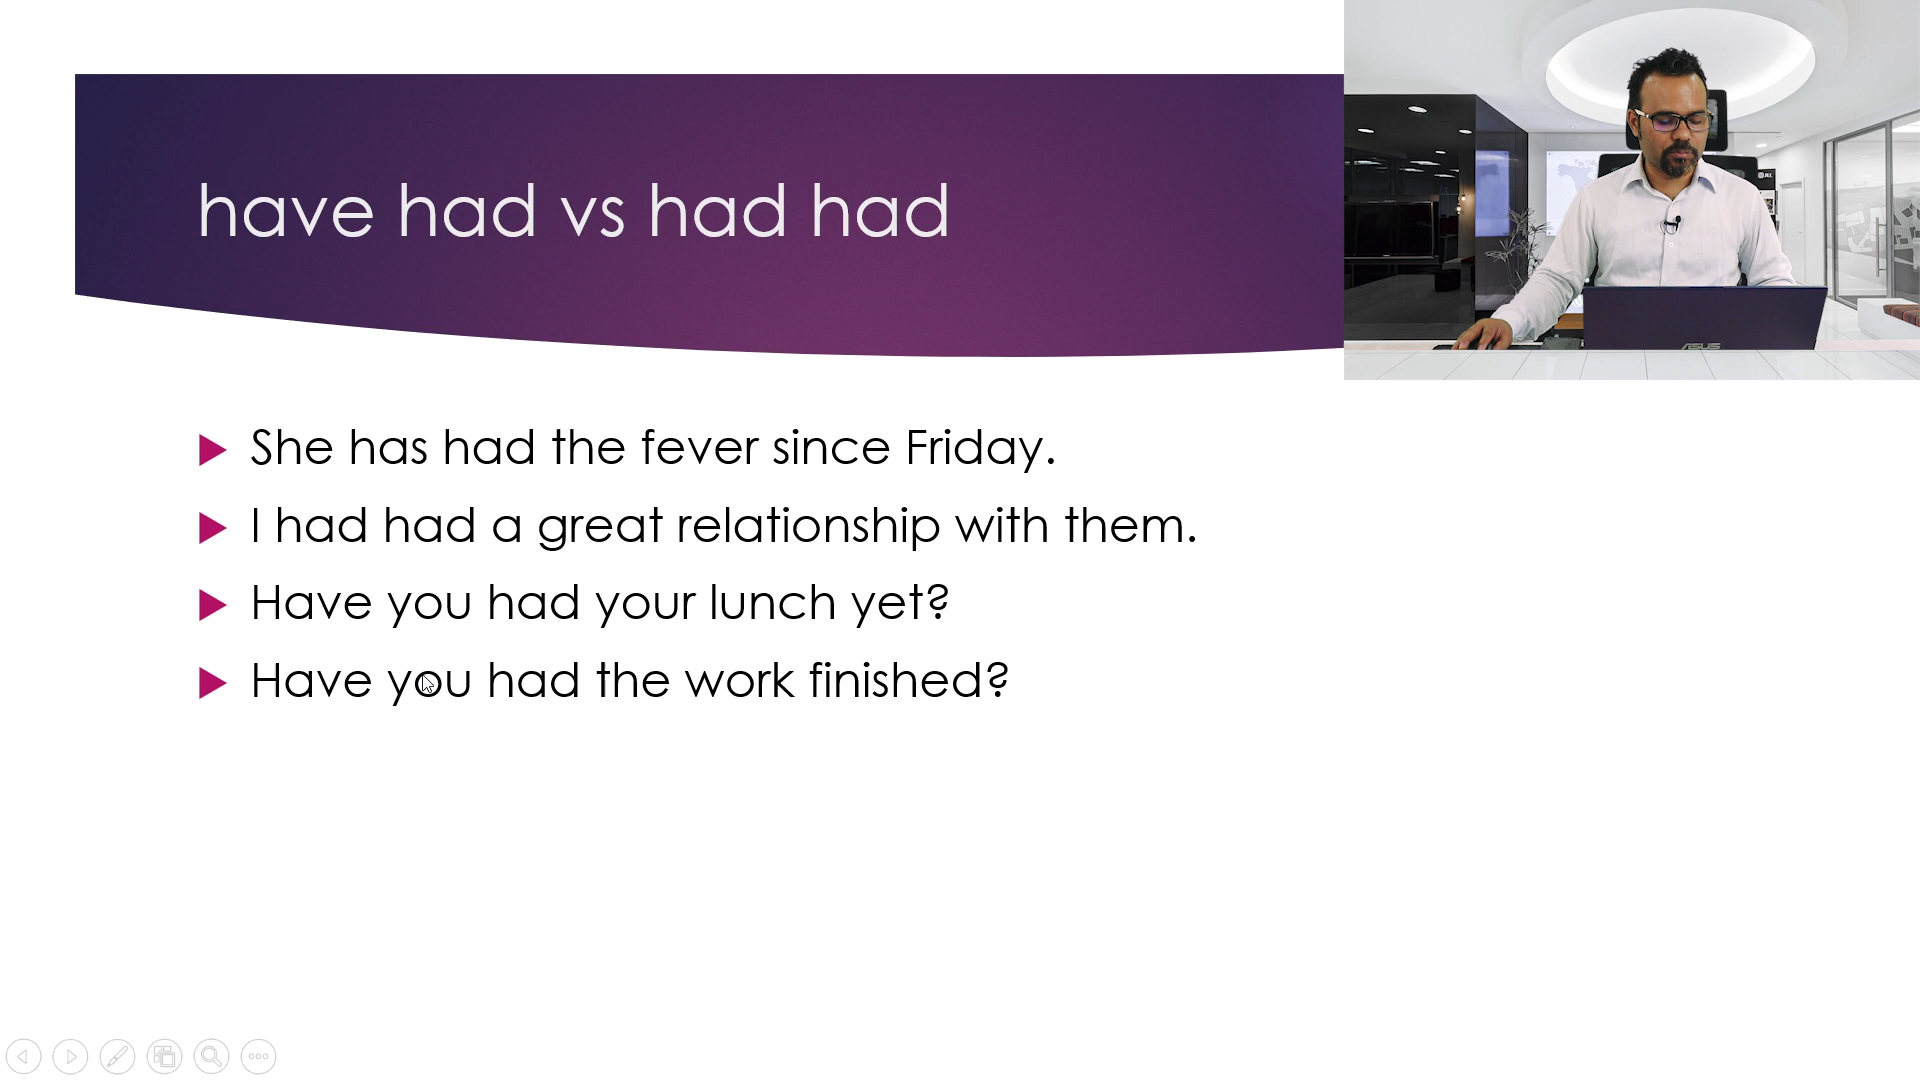 have had vs had had
She has had the fever since Friday.
I had had a great relationship with them.
Have you had your lunch yet?
Have you had the work finished?
ASUS